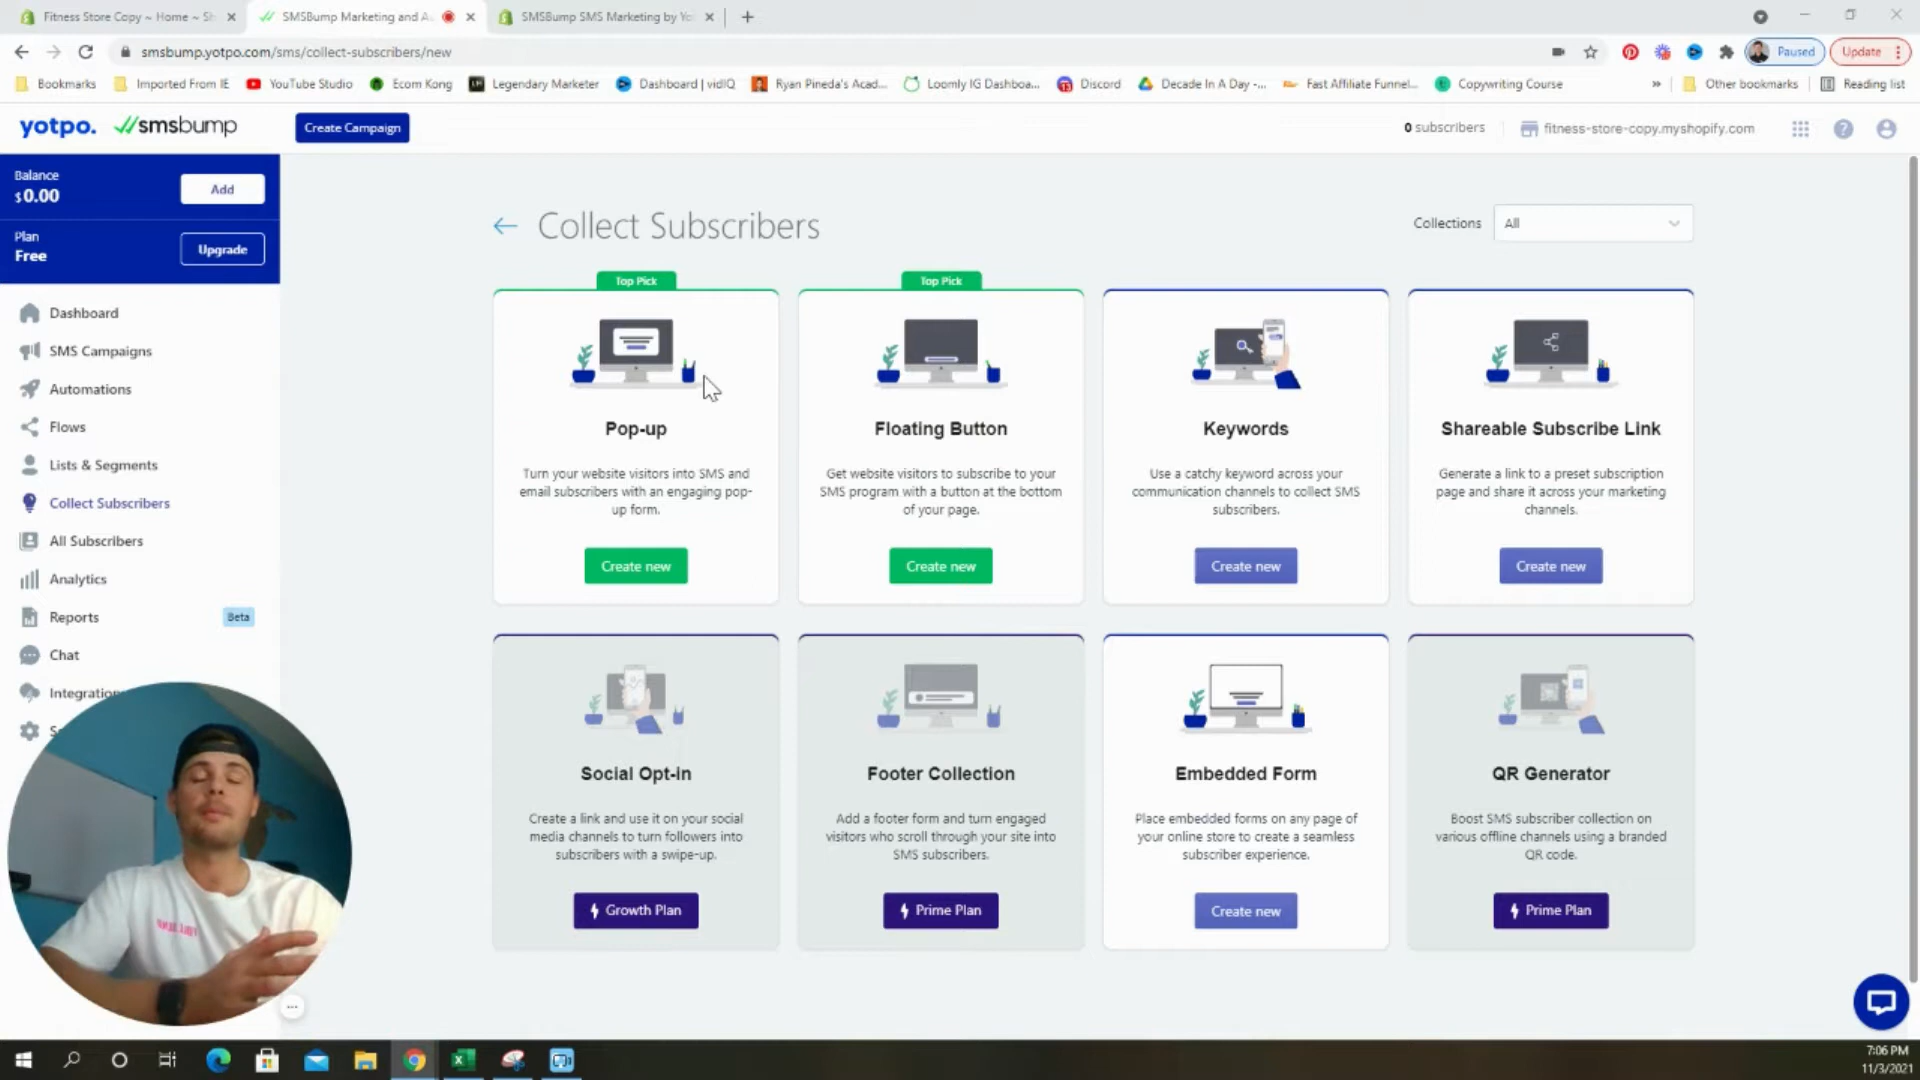 Fitness Store Copy ~ Home ~ Sh
SMSBump Marketing and Au
SMSBump SMS Marketing by Yo
smsbump.yotpo.com/sms/collect-subscribers/new
Paused
Update
Bookmarks
Imported From IE
YouTube Studio
Ecom Kong
Legendary Marketer
Dashboard | vidIQ
Ryan Pineda's Acad...
Loomly IG Dashboa...
Discord
Decade In A Day -...
Fast Affiliate Funnel...
Copywriting Course
»
Other bookmarks
Reading list
yotpo. smsbump
Create Campaign
0 subscribers
fitness-store-copy.myshopify.com
Balance
$0.00
Add
Plan
Free
Upgrade
Dashboard
SMS Campaigns
Automations
Flows
Lists & Segments
Collect Subscribers
All Subscribers
Analytics
Reports
Beta
Chat
Integration
Collect Subscribers
Collections
All
Top Pick
Pop-up
Turn your website visitors into SMS and
email subscribers with an engaging pop-
up form.
Create new
Top Pick
Floating Button
Get website visitors to subscribe to your
SMS program with a button at the bottom
of your page.
Create new
Keywords
Use a catchy keyword across your
communication channels to collect SMS
subscribers.
Create new
Shareable Subscribe Link
Generate a link to a preset subscription
page and share it across your marketing
channels.
Create new
Social Opt-in
Create a link and use it on your social
media channels to turn followers into
subscribers with a swipe-up.
Growth Plan
Footer Collection
Add a footer form and turn engaged
visitors who scroll through your site into
SMS subscribers.
Prime Plan
Embedded Form
Place embedded forms on any page of
your online store to create a seamless
subscriber experience.
Create new
QR Generator
Boost SMS subscriber collection on
various offline channels using a branded
QR code.
Prime Plan
7:06 PM
11/3/2021